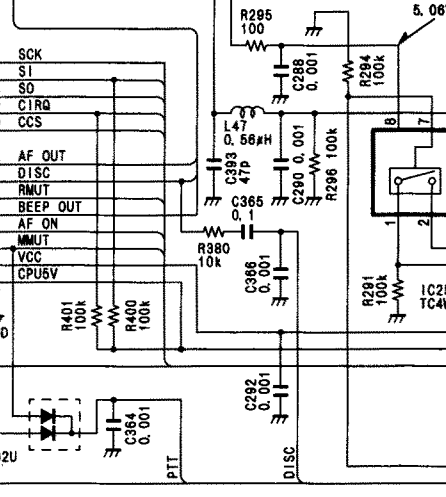 R295
100
5.06
C288
0.001
R294
100k
SCK
SI
SO
CIRQ
CCS
L47
0.56μH
8
7
AF OUT
DISC
RMUT
BEEP OUT
AF ON
MMUT
VCC
CPU5V
C393
47P
C290 0.001
R296 100k
C365
0.1
R380
10k
1
2
C366
0.001
R291
100k
IC2
TC4
R401
100k
R400
100k
D
C292
0.001
C364
0.001
02U
PTT
DISC